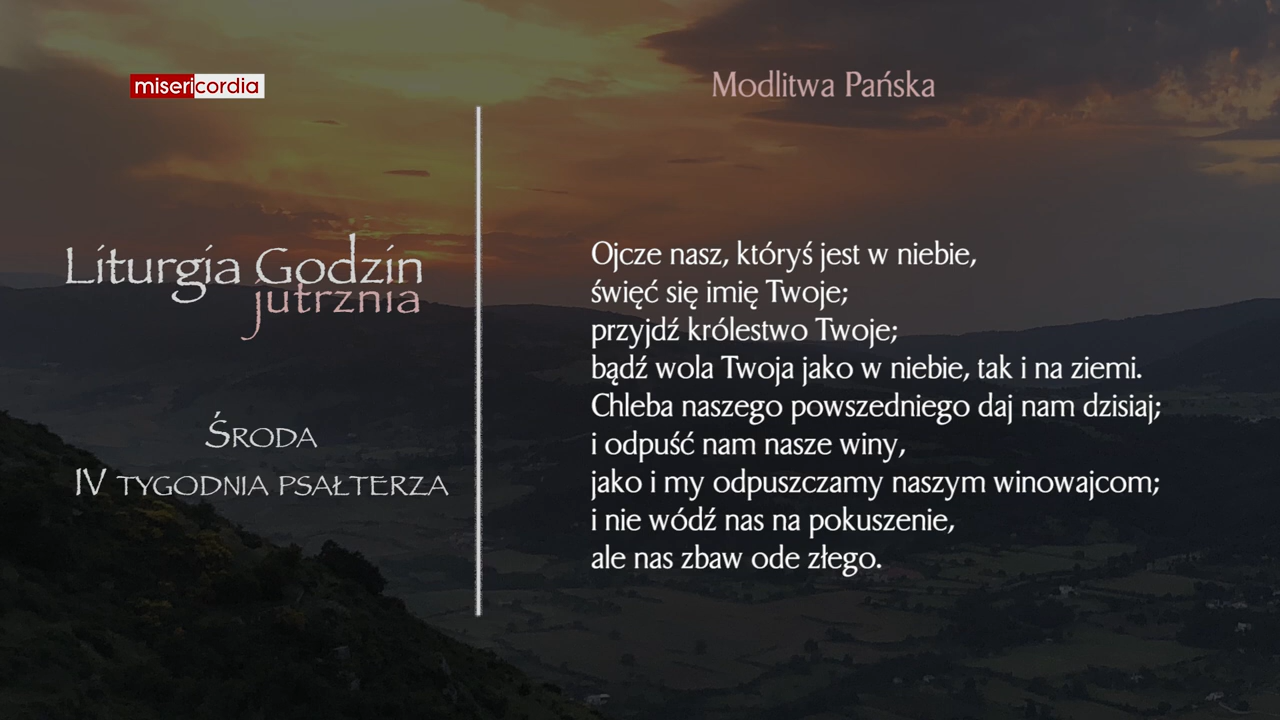 misericordia
Liturgia Godzin
jutrznia
Środa
IV tygodnia psałterza
Modlitwa Pańska
Ojcze nasz, któryś jest w niebie,
święć się imię Twoje;
przyjdź królestwo Twoje;
bądź wola Twoja jako w niebie, tak i na ziemi.
Chleba naszego powszedniego daj nam dzisiaj;
i odpuść nam nasze winy,
jako i my odpuszczamy naszym winowajcom;
i nie wódź nas na pokuszenie,
ale nas zbaw ode złego.